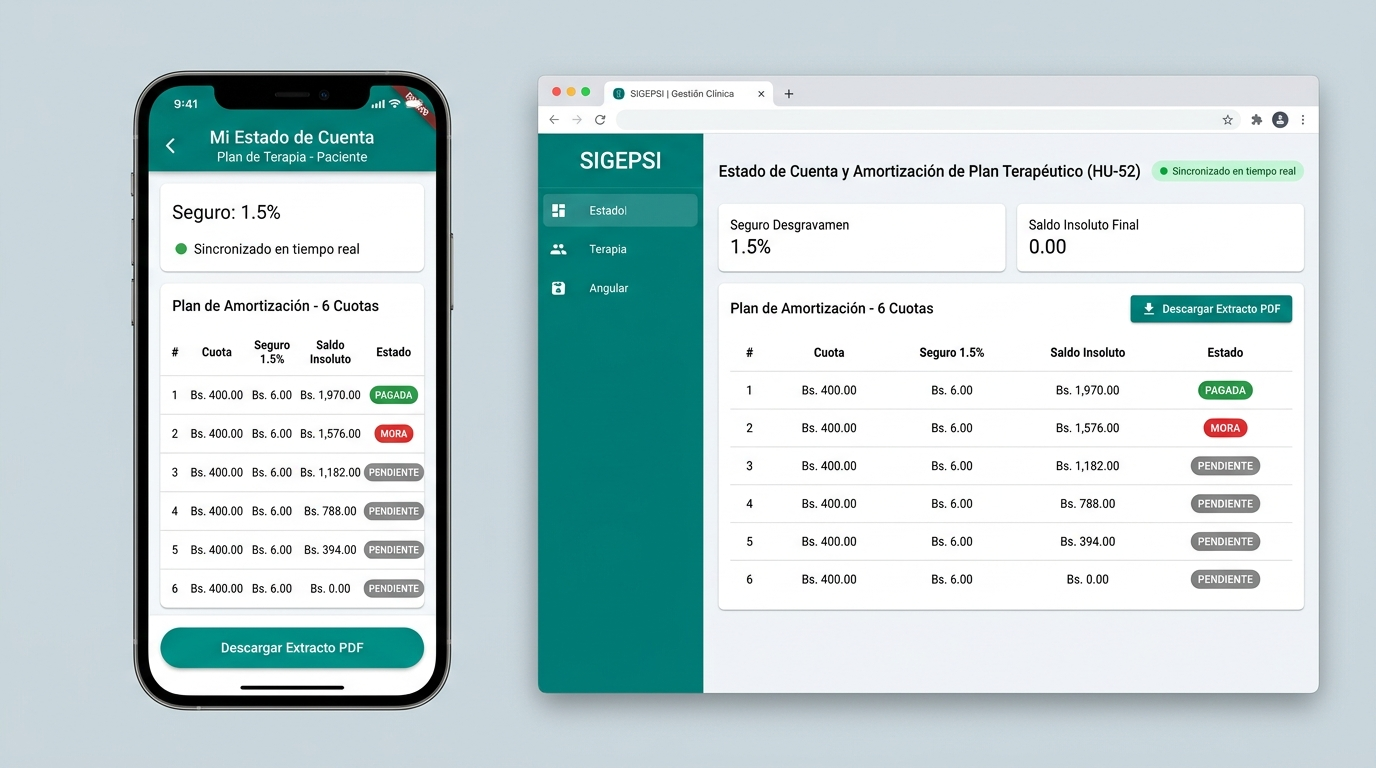 9:41
Mi Estado de Cuenta
Plan de Terapia - Paciente
Seguro: 1.5%
Sincronizado en tiempo real
Plan de Amortización - 6 Cuotas
# Cuota Seguro 1.5% Saldo Insoluto Estado
1 Bs. 400.00 Bs. 6.00 Bs. 1,970.00 PAGADA
2 Bs. 400.00 Bs. 6.00 Bs. 1,576.00 MORA
3 Bs. 400.00 Bs. 6.00 Bs. 1,182.00 PENDIENTE
4 Bs. 400.00 Bs. 6.00 Bs. 788.00 PENDIENTE
5 Bs. 400.00 Bs. 6.00 Bs. 394.00 PENDIENTE
6 Bs. 400.00 Bs. 6.00 Bs. 0.00 PENDIENTE
Descargar Extracto PDF
SIGEPSI | Gestión Clínica
SIGEPSI
Estado
Terapia
Angular
Estado de Cuenta y Amortización de Plan Terapéutico (HU-52)
Sincronizado en tiempo real
Seguro Desgravamen
1.5%
Saldo Insoluto Final
0.00
Plan de Amortización - 6 Cuotas
Descargar Extracto PDF
# Cuota Seguro 1.5% Saldo Insoluto Estado
1 Bs. 400.00 Bs. 6.00 Bs. 1,970.00 PAGADA
2 Bs. 400.00 Bs. 6.00 Bs. 1,576.00 MORA
3 Bs. 400.00 Bs. 6.00 Bs. 1,182.00 PENDIENTE
4 Bs. 400.00 Bs. 6.00 Bs. 788.00 PENDIENTE
5 Bs. 400.00 Bs. 6.00 Bs. 394.00 PENDIENTE
6 Bs. 400.00 Bs. 6.00 Bs. 0.00 PENDIENTE